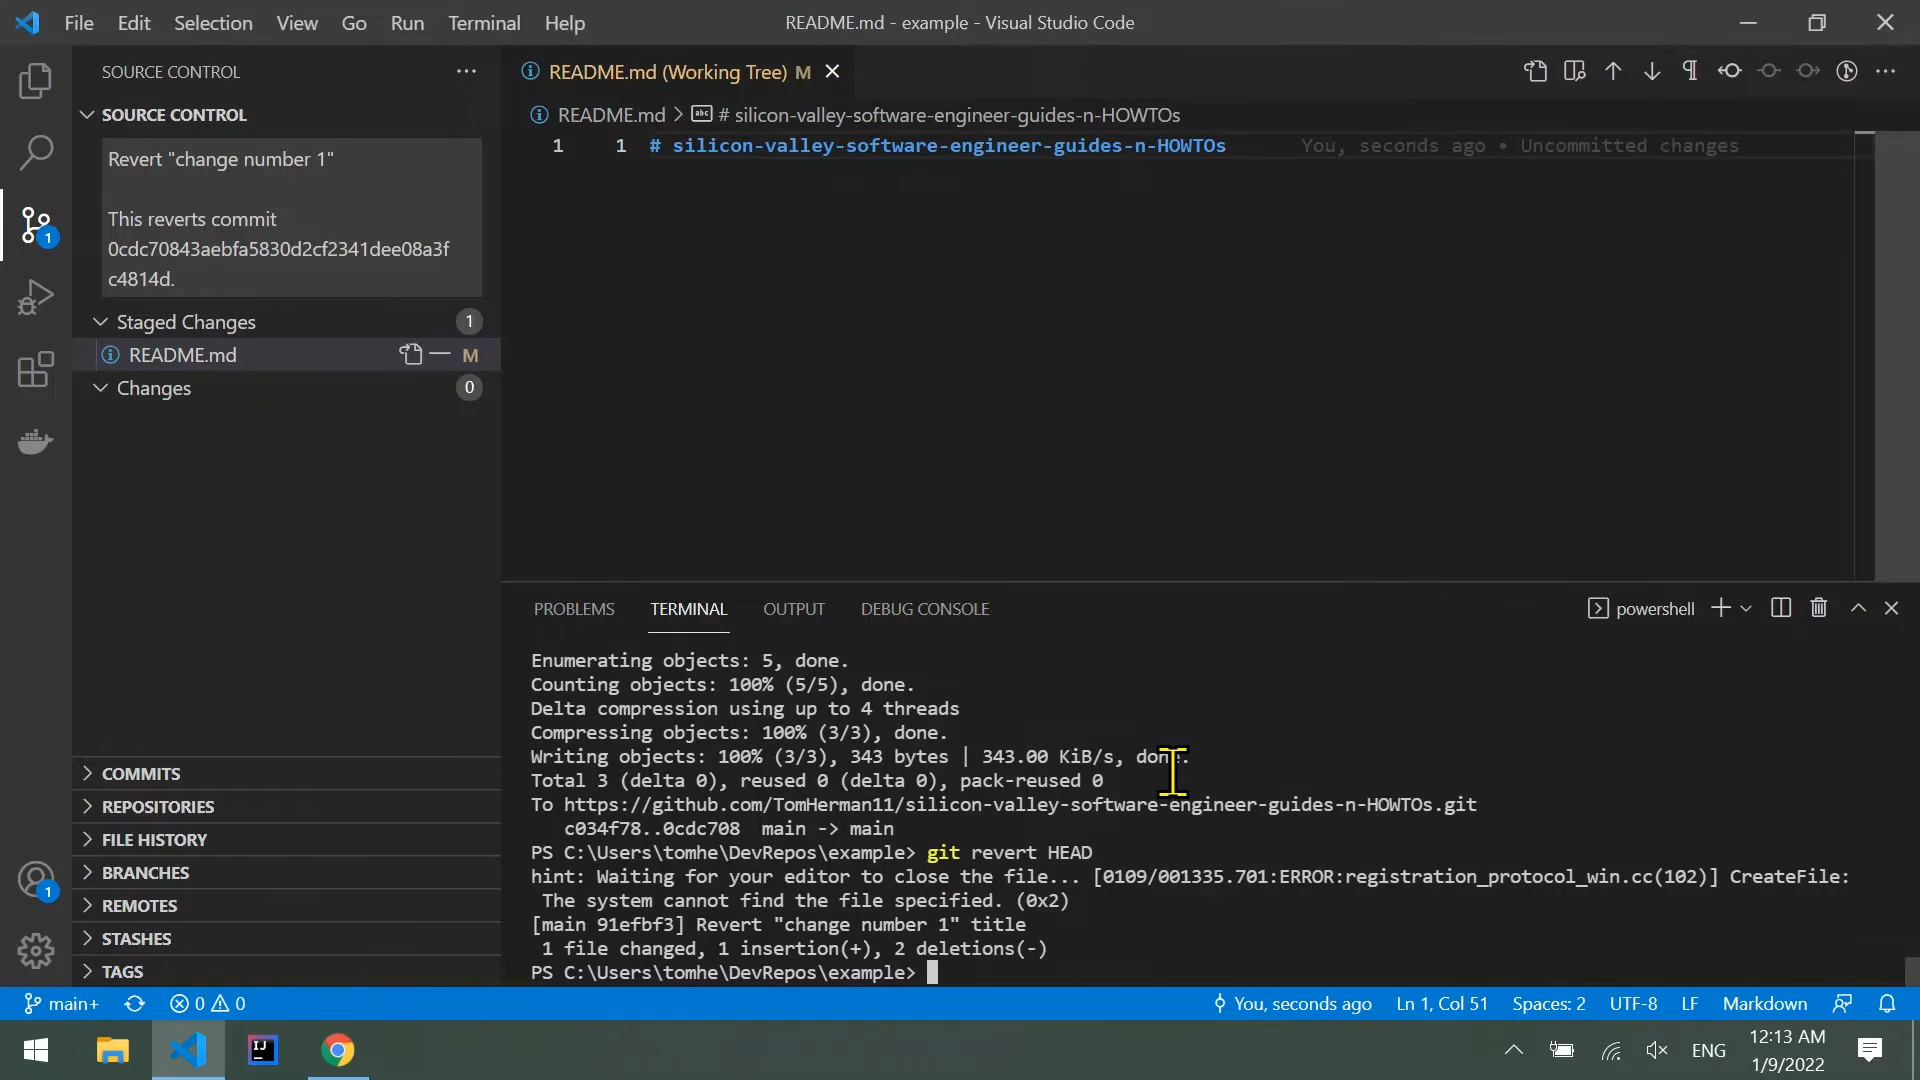 File Edit Selection View Go Run Terminal Help
README.md - example - Visual Studio Code
SOURCE CONTROL
SOURCE CONTROL
Revert "change number 1"
This reverts commit
0cdc70843aebfa5830d2cf2341dee08a3f
c4814d.
Staged Changes 1
README.md M
Changes 0
COMMITS
REPOSITORIES
FILE HISTORY
BRANCHES
REMOTES
STASHES
TAGS
1
1
README.md (Working Tree) M
README.md > abc # silicon-valley-software-engineer-guides-n-HOWTOs
1 1 # silicon-valley-software-engineer-guides-n-HOWTOs You, seconds ago • Uncommitted changes
PROBLEMS TERMINAL OUTPUT DEBUG CONSOLE
powershell
Enumerating objects: 5, done.
Counting objects: 100% (5/5), done.
Delta compression using up to 4 threads
Compressing objects: 100% (3/3), done.
Writing objects: 100% (3/3), 343 bytes | 343.00 KiB/s, done.
Total 3 (delta 0), reused 0 (delta 0), pack-reused 0
To https://github.com/TomHerman11/silicon-valley-software-engineer-guides-n-HOWTOs.git
c034f78..0cdc708 main -> main
PS C:\Users\tomhe\DevRepos\example> git revert HEAD
hint: Waiting for your editor to close the file... [0109/001335.701:ERROR:registration_protocol_win.cc(102)] CreateFile:
The system cannot find the file specified. (0x2)
[main 91efbf3] Revert "change number 1" title
1 file changed, 1 insertion(+), 2 deletions(-)
PS C:\Users\tomhe\DevRepos\example>
main+ 0 0 You, seconds ago Ln 1, Col 51 Spaces: 2 UTF-8 LF Markdown
IJ
ENG
12:13 AM
1/9/2022